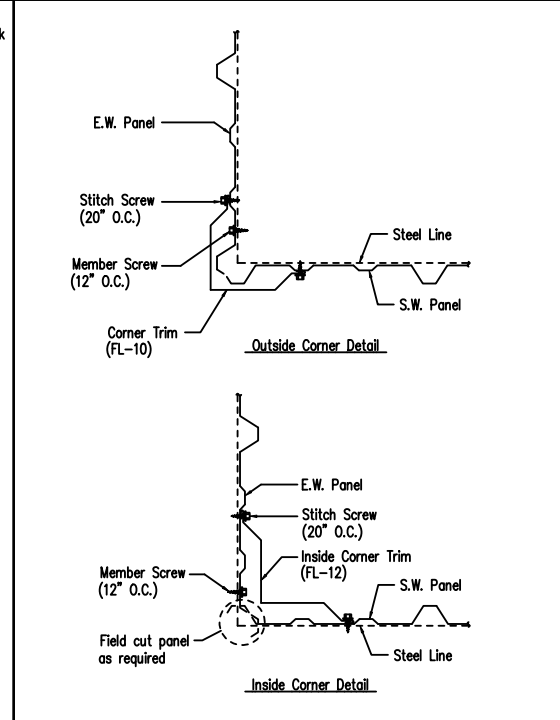 k
E.W. Panel
Stitch Screw
(20" O.C.)
Steel Line
Member Screw
(12" O.C.)
S.W. Panel
Corner Trim
(FL-10)
Outside Corner Detail
E.W. Panel
Stitch Screw
(20" O.C.)
Inside Corner Trim
(FL-12)
Member Screw
(12" O.C.)
S.W. Panel
Field cut panel
as required
Steel Line
Inside Corner Detail